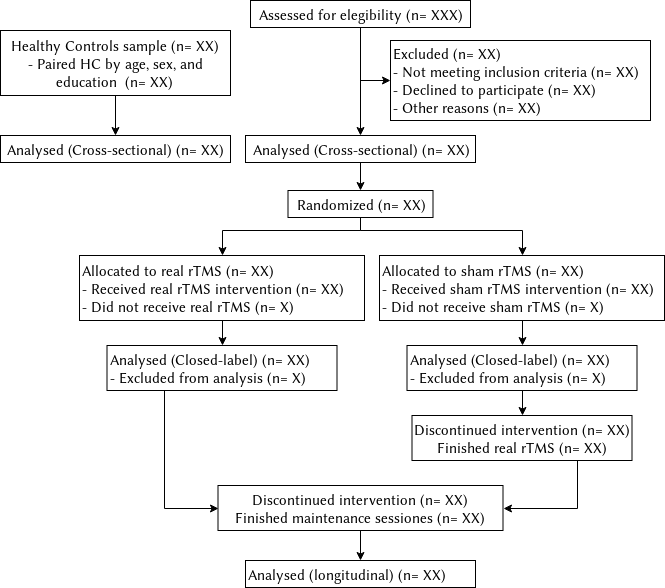 Assessed for elegibility (n= XXX)
Healthy Controls sample (n= XX)
- Paired HC by age, sex, and
education (n= XX)
Excluded (n= XX)
- Not meeting inclusion criteria (n= XX)
- Declined to participate (n= XX)
- Other reasons (n= XX)
Analysed (Cross-sectional) (n= XX)
Analysed (Cross-sectional) (n= XX)
Randomized (n= XX)
Allocated to real rTMS (n= XX)
- Received real rTMS intervention (n= XX)
- Did not receive real rTMS (n= X)
Allocated to sham rTMS (n= XX)
- Received sham rTMS intervention (n= XX)
- Did not receive sham rTMS (n= X)
Analysed (Closed-label) (n= XX)
- Excluded from analysis (n= X)
Analysed (Closed-label) (n= XX)
- Excluded from analysis (n= X)
Discontinued intervention (n= XX)
Finished real rTMS (n= XX)
Discontinued intervention (n= XX)
Finished maintenance sessiones (n= XX)
Analysed (longitudinal) (n= XX)